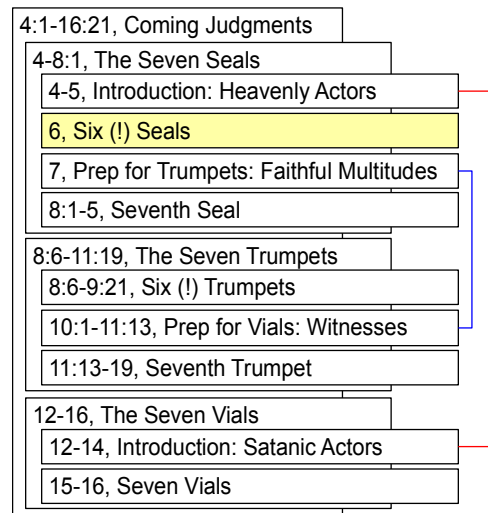 4:1-16:21, Coming Judgments
4-8:1, The Seven Seals
4-5, Introduction: Heavenly Actors
6, Six (!) Seals
7, Prep for Trumpets: Faithful Multitudes
8:1-5, Seventh Seal
8:6-11:19, The Seven Trumpets
8:6-9:21, Six (!) Trumpets
10:1-11:13, Prep for Vials: Witnesses
11:13-19, Seventh Trumpet
12-16, The Seven Vials
12-14, Introduction: Satanic Actors
15-16, Seven Vials